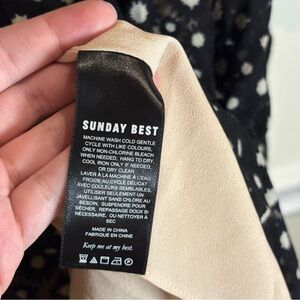 SUNDAY BEST
MACHINE WASH COLD GENTLE
CYCLE WITH LIKE COLOURS,
ONLY NON-CHLORINE BLEACH
WHEN NEEDED. HANG TO DRY
COOL IRON IF NEEDED,
OR DRY CLEAN
LAVER À LA MACHINE À L'EAU
FROIDE AU CYCLE DÉLICAT
AVEC COULEURS SEMBLABLES.
UTILISER UN JAVELLISANT
SANS CHLORE AU
BESOIN. SUSPENDRE POUR
SÉCHER, REPASSAGE DOUX SI
NÉCESSAIRE, OU NETTOYER À
SEC
MADE IN CHINA
FABRIQUÉ EN CHINE
Keep me at my best.